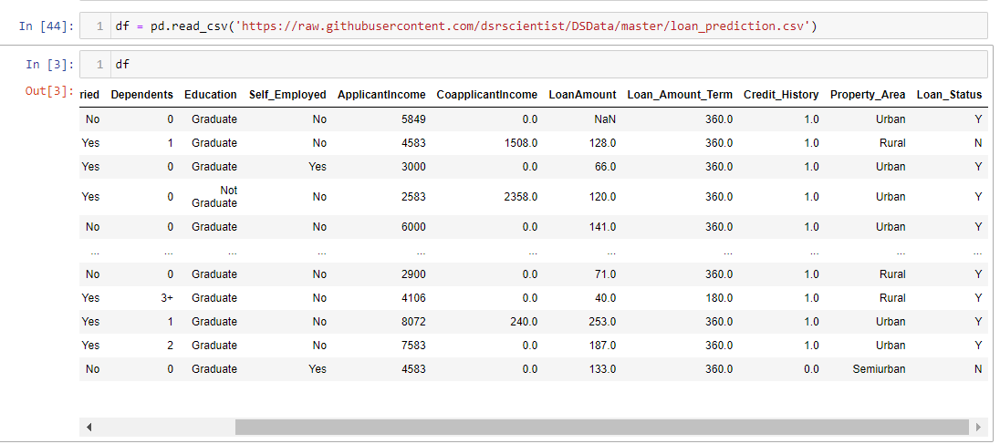 In [44]: 1 df = pd.read_csv('https://raw.githubusercontent.com/dsrscientist/DSData/master/loan_prediction.csv')
In [3]: 1 df
Out[3]: ried Dependents Education Self_Employed ApplicantIncome CoapplicantIncome LoanAmount Loan_Amount_Term Credit_History Property_Area Loan_Status
No 0 Graduate No 5849 0.0 NaN 360.0 1.0 Urban Y
Yes 1 Graduate No 4583 1508.0 128.0 360.0 1.0 Rural N
Yes 0 Graduate Yes 3000 0.0 66.0 360.0 1.0 Urban Y
Yes 0 Not Graduate No 2583 2358.0 120.0 360.0 1.0 Urban Y
No 0 Graduate No 6000 0.0 141.0 360.0 1.0 Urban Y
... ... ... ... ... ... ... ... ... ... ...
No 0 Graduate No 2900 0.0 71.0 360.0 1.0 Rural Y
Yes 3+ Graduate No 4106 0.0 40.0 180.0 1.0 Rural Y
Yes 1 Graduate No 8072 240.0 253.0 360.0 1.0 Urban Y
Yes 2 Graduate No 7583 0.0 187.0 360.0 1.0 Urban Y
No 0 Graduate Yes 4583 0.0 133.0 360.0 0.0 Semiurban N